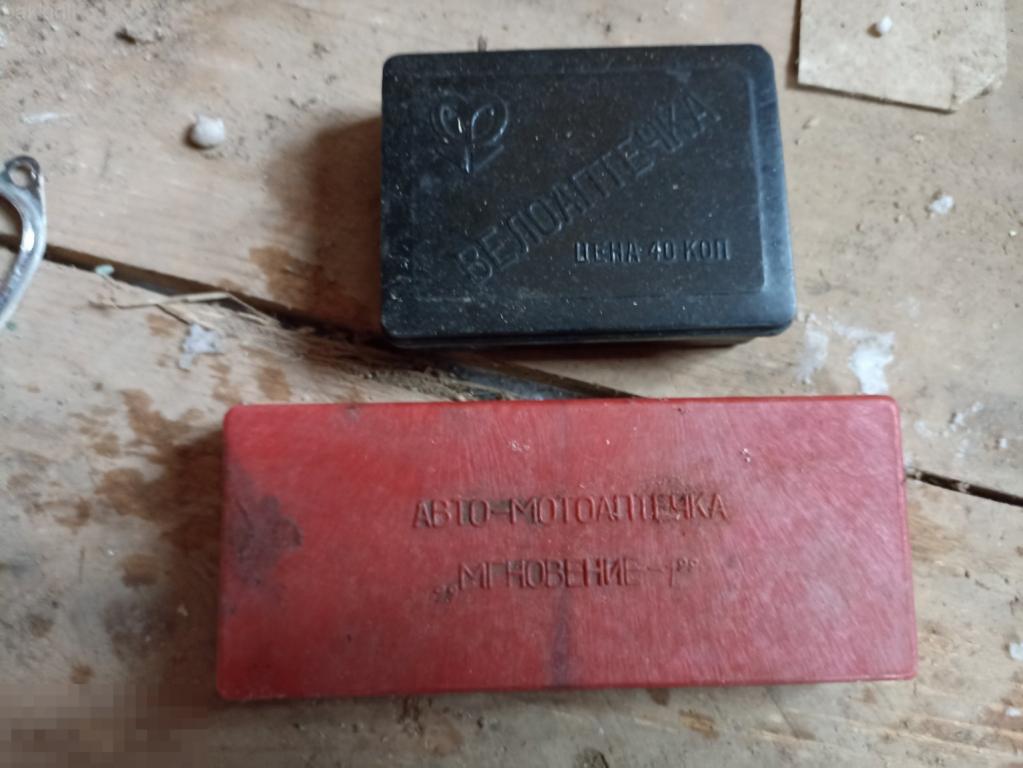 ВЕЛОАПТЕЧКА
ЦЕНА 40 КОП
АВТО-МОТОАПТЕЧКА
„МГНОВЕНИЕ-1”